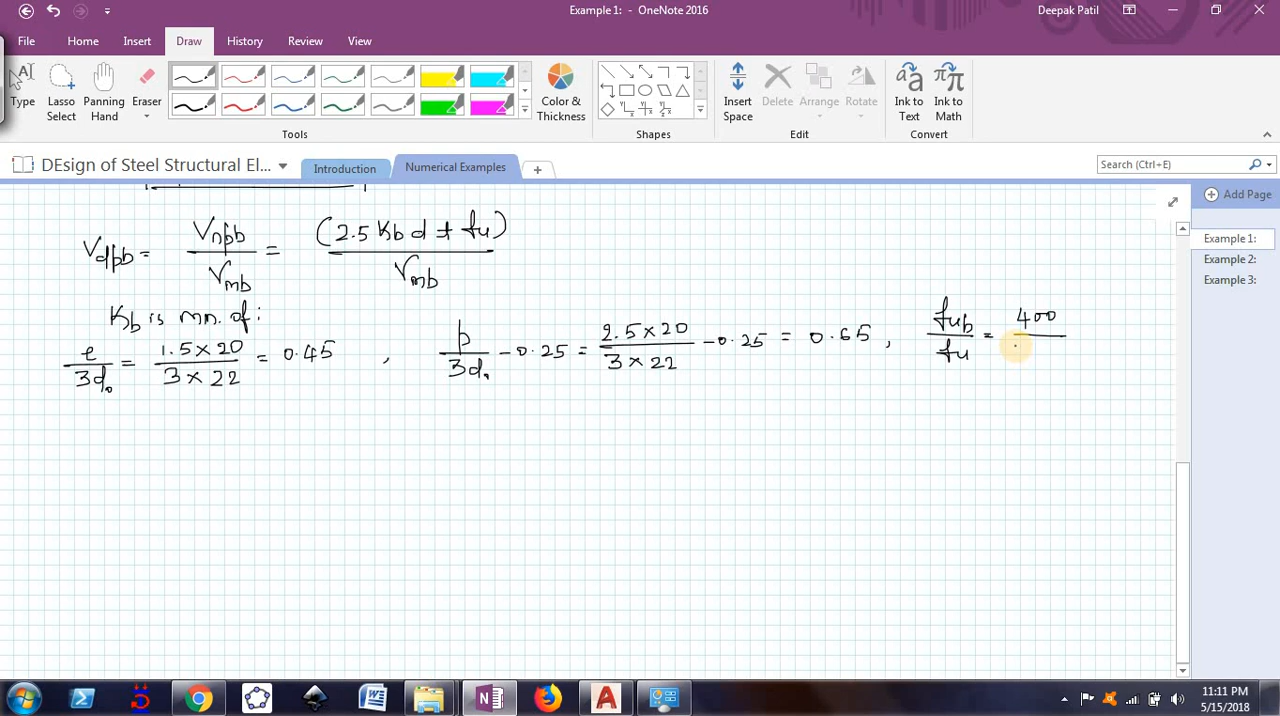 Example 1: - OneNote 2016
Deepak Patil
File Home Insert Draw History Review View
Type Lasso Select Panning Hand Eraser
Color & Thickness
Insert Space Delete Arrange Rotate Ink to Text Ink to Math
Tools Shapes Edit Convert
DEsign of Steel Structural El... Introduction Numerical Examples + Search (Ctrl+E)
Add Page
Example 1:
Example 2:
Example 3:
Vdpb = Vnpb / γmb = (2.5 Kb d t fu) / γmb
Kb is mn. of:
e / 3d₀ = 1.5 × 20 / 3 × 22 = 0.45 , p / 3d₀ - 0.25 = 2.5 × 20 / 3 × 22 - 0.25 = 0.65 , fub / fu = 400
11:11 PM
5/15/2018